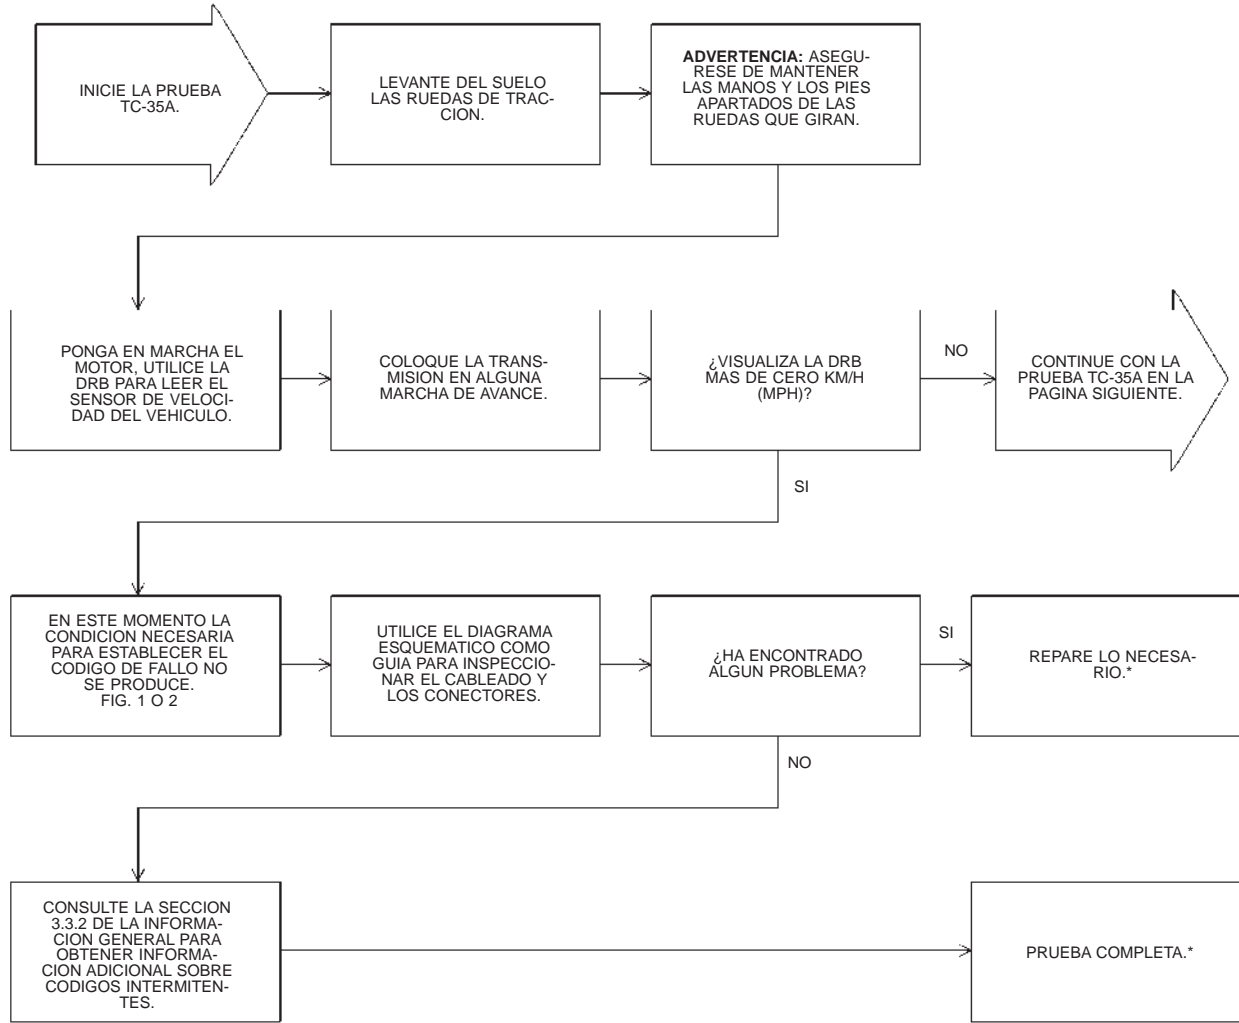 INICIE LA PRUEBA
TC-35A.
LEVANTE DEL SUELO
LAS RUEDAS DE TRAC-
CION.
ADVERTENCIA: ASEGU-
RESE DE MANTENER
LAS MANOS Y LOS PIES
APARTADOS DE LAS
RUEDAS QUE GIRAN.
PONGA EN MARCHA EL
MOTOR, UTILICE LA
DRB PARA LEER EL
SENSOR DE VELOCI-
DAD DEL VEHICULO.
COLOQUE LA TRANS-
MISION EN ALGUNA
MARCHA DE AVANCE.
¿VISUALIZA LA DRB
MAS DE CERO KM/H
(MPH)?
NO
CONTINUE CON LA
PRUEBA TC-35A EN LA
PAGINA SIGUIENTE.
SI
EN ESTE MOMENTO LA
CONDICION NECESARIA
PARA ESTABLECER EL
CODIGO DE FALLO NO
SE PRODUCE.
FIG. 1 O 2
UTILICE EL DIAGRAMA
ESQUEMATICO COMO
GUIA PARA INSPECCIO-
NAR EL CABLEADO Y
LOS CONECTORES.
¿HA ENCONTRADO
ALGUN PROBLEMA?
SI
REPARE LO NECESA-
RIO.*
NO
CONSULTE LA SECCION
3.3.2 DE LA INFORMA-
CION GENERAL PARA
OBTENER INFORMA-
CION ADICIONAL SOBRE
CODIGOS INTERMITEN-
TES.
PRUEBA COMPLETA.*